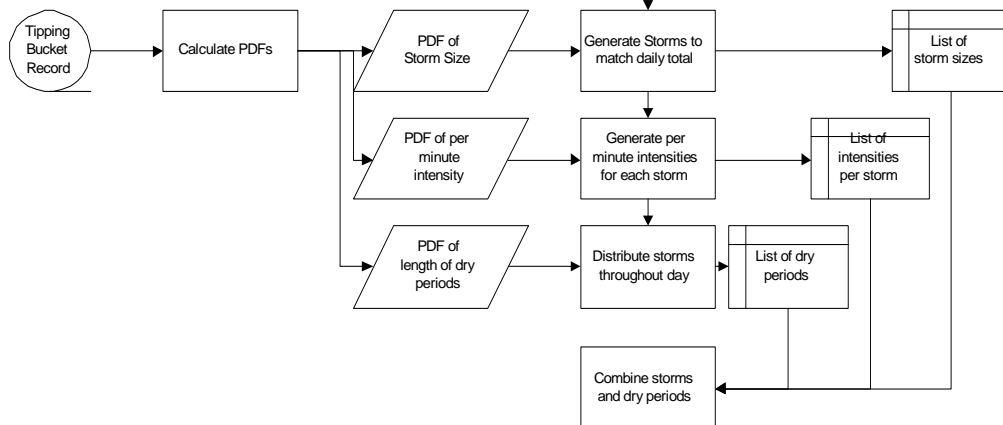 Tipping
Bucket
Record
Calculate PDFs
PDF of
Storm Size
Generate Storms to
match daily total
List of
storm sizes
PDF of per
minute
intensity
Generate per
minute intensities
for each storm
List of
intensities
per storm
PDF of
length of dry
periods
Distribute storms
throughout day
List of dry
periods
Combine storms
and dry periods